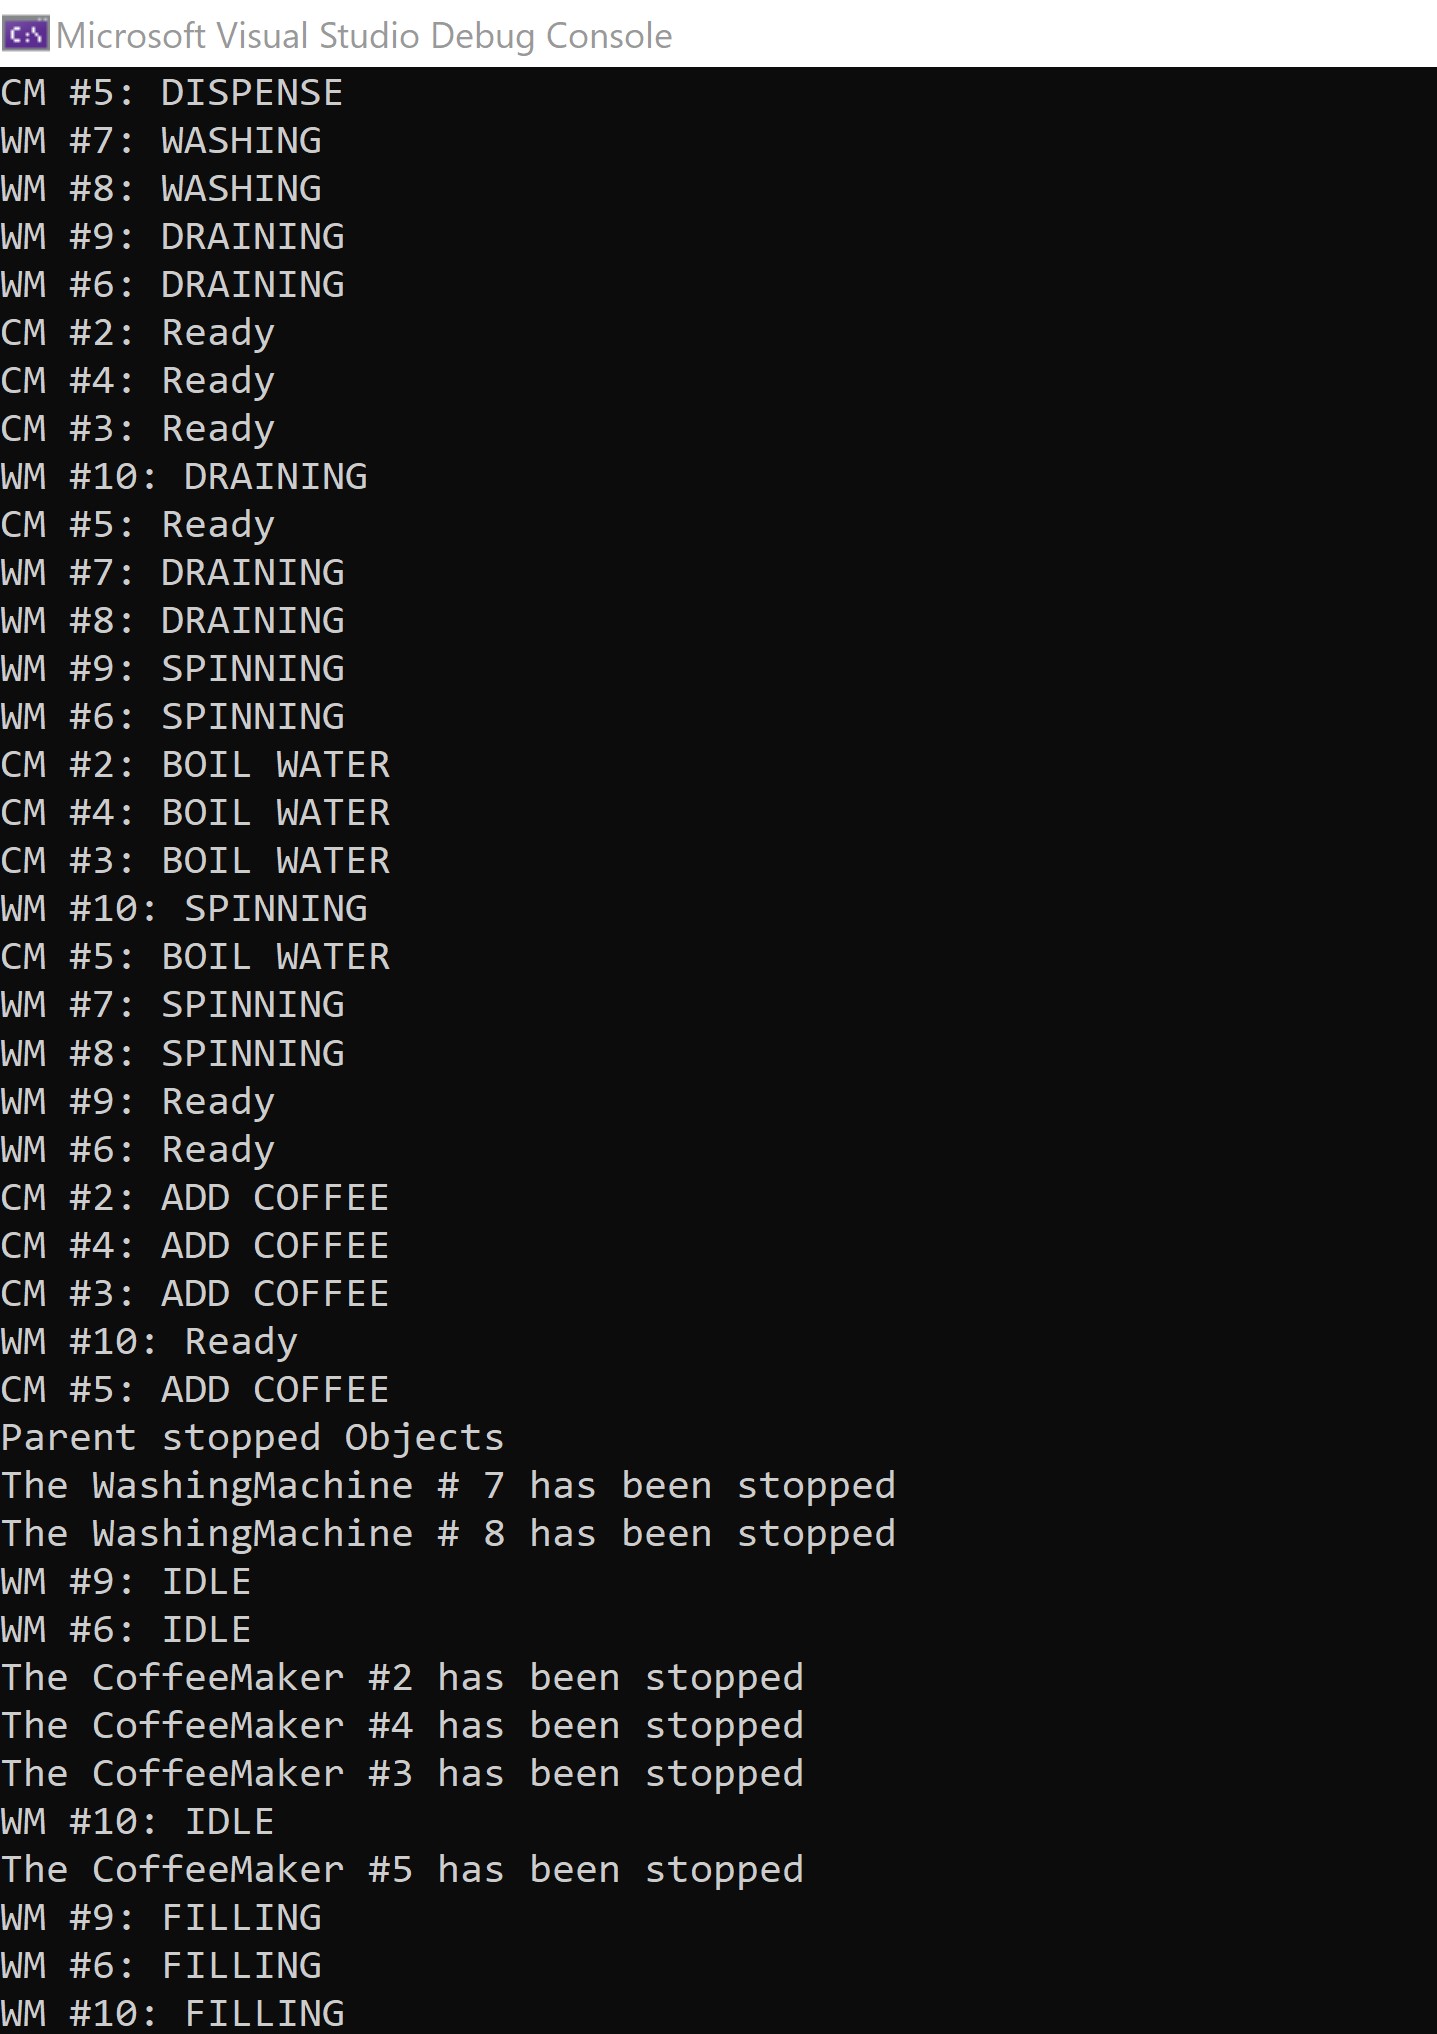 Microsoft Visual Studio Debug Console
CM #5: DISPENSE
WM #7: WASHING
WM #8: WASHING
WM #9: DRAINING
WM #6: DRAINING
CM #2: Ready
CM #4: Ready
CM #3: Ready
WM #10: DRAINING
CM #5: Ready
WM #7: DRAINING
WM #8: DRAINING
WM #9: SPINNING
WM #6: SPINNING
CM #2: BOIL WATER
CM #4: BOIL WATER
CM #3: BOIL WATER
WM #10: SPINNING
CM #5: BOIL WATER
WM #7: SPINNING
WM #8: SPINNING
WM #9: Ready
WM #6: Ready
CM #2: ADD COFFEE
CM #4: ADD COFFEE
CM #3: ADD COFFEE
WM #10: Ready
CM #5: ADD COFFEE
Parent stopped Objects
The WashingMachine # 7 has been stopped
The WashingMachine # 8 has been stopped
WM #9: IDLE
WM #6: IDLE
The CoffeeMaker #2 has been stopped
The CoffeeMaker #4 has been stopped
The CoffeeMaker #3 has been stopped
WM #10: IDLE
The CoffeeMaker #5 has been stopped
WM #9: FILLING
WM #6: FILLING
WM #10: FILLING